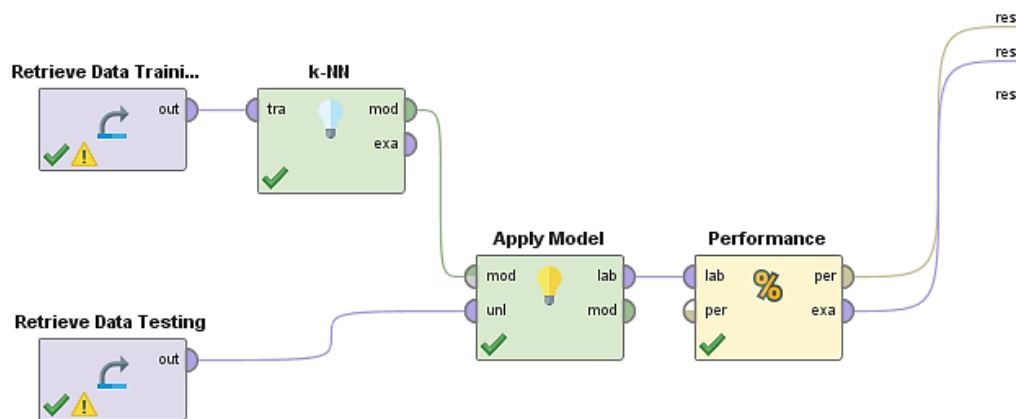 res
res
res
Retrieve Data Traini...
out
k-NN
tra
mod
exa
Apply Model
mod
lab
unl
mod
Performance
lab
%
per
per
exa
Retrieve Data Testing
out